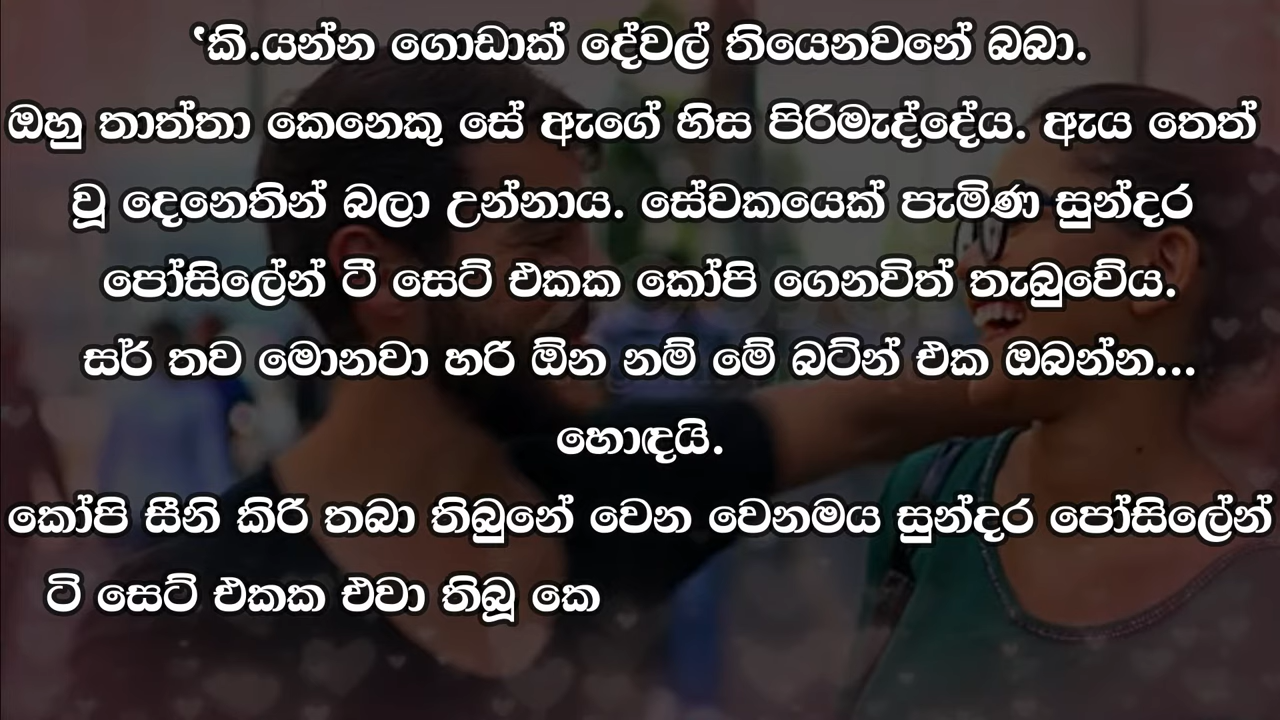 ‘කි.යන්න ගොඩාක් දේවල් තියෙනවනේ බබා.
ඔහු තාත්තා කෙනෙකු සේ ඇගේ හිස පිරිමැද්දේය. ඇය තෙත්
වූ දෙනෙතින් බලා උන්නාය. සේවකයෙක් පැමිණ සුන්දර
පෝසිලේන් ටී සෙට් එකක කෝපි ගෙනවිත් තැබුවේය.
සර් තව මොනවා හරි ඕන නම් මේ බටන් එක ඔබන්න...
හොඳයි.
කෝපි සීනි කිරි තබා තිබුනේ වෙන වෙනමය සුන්දර පෝසිලේන්
ටි සෙට් එකක එවා තිබූ කෙ